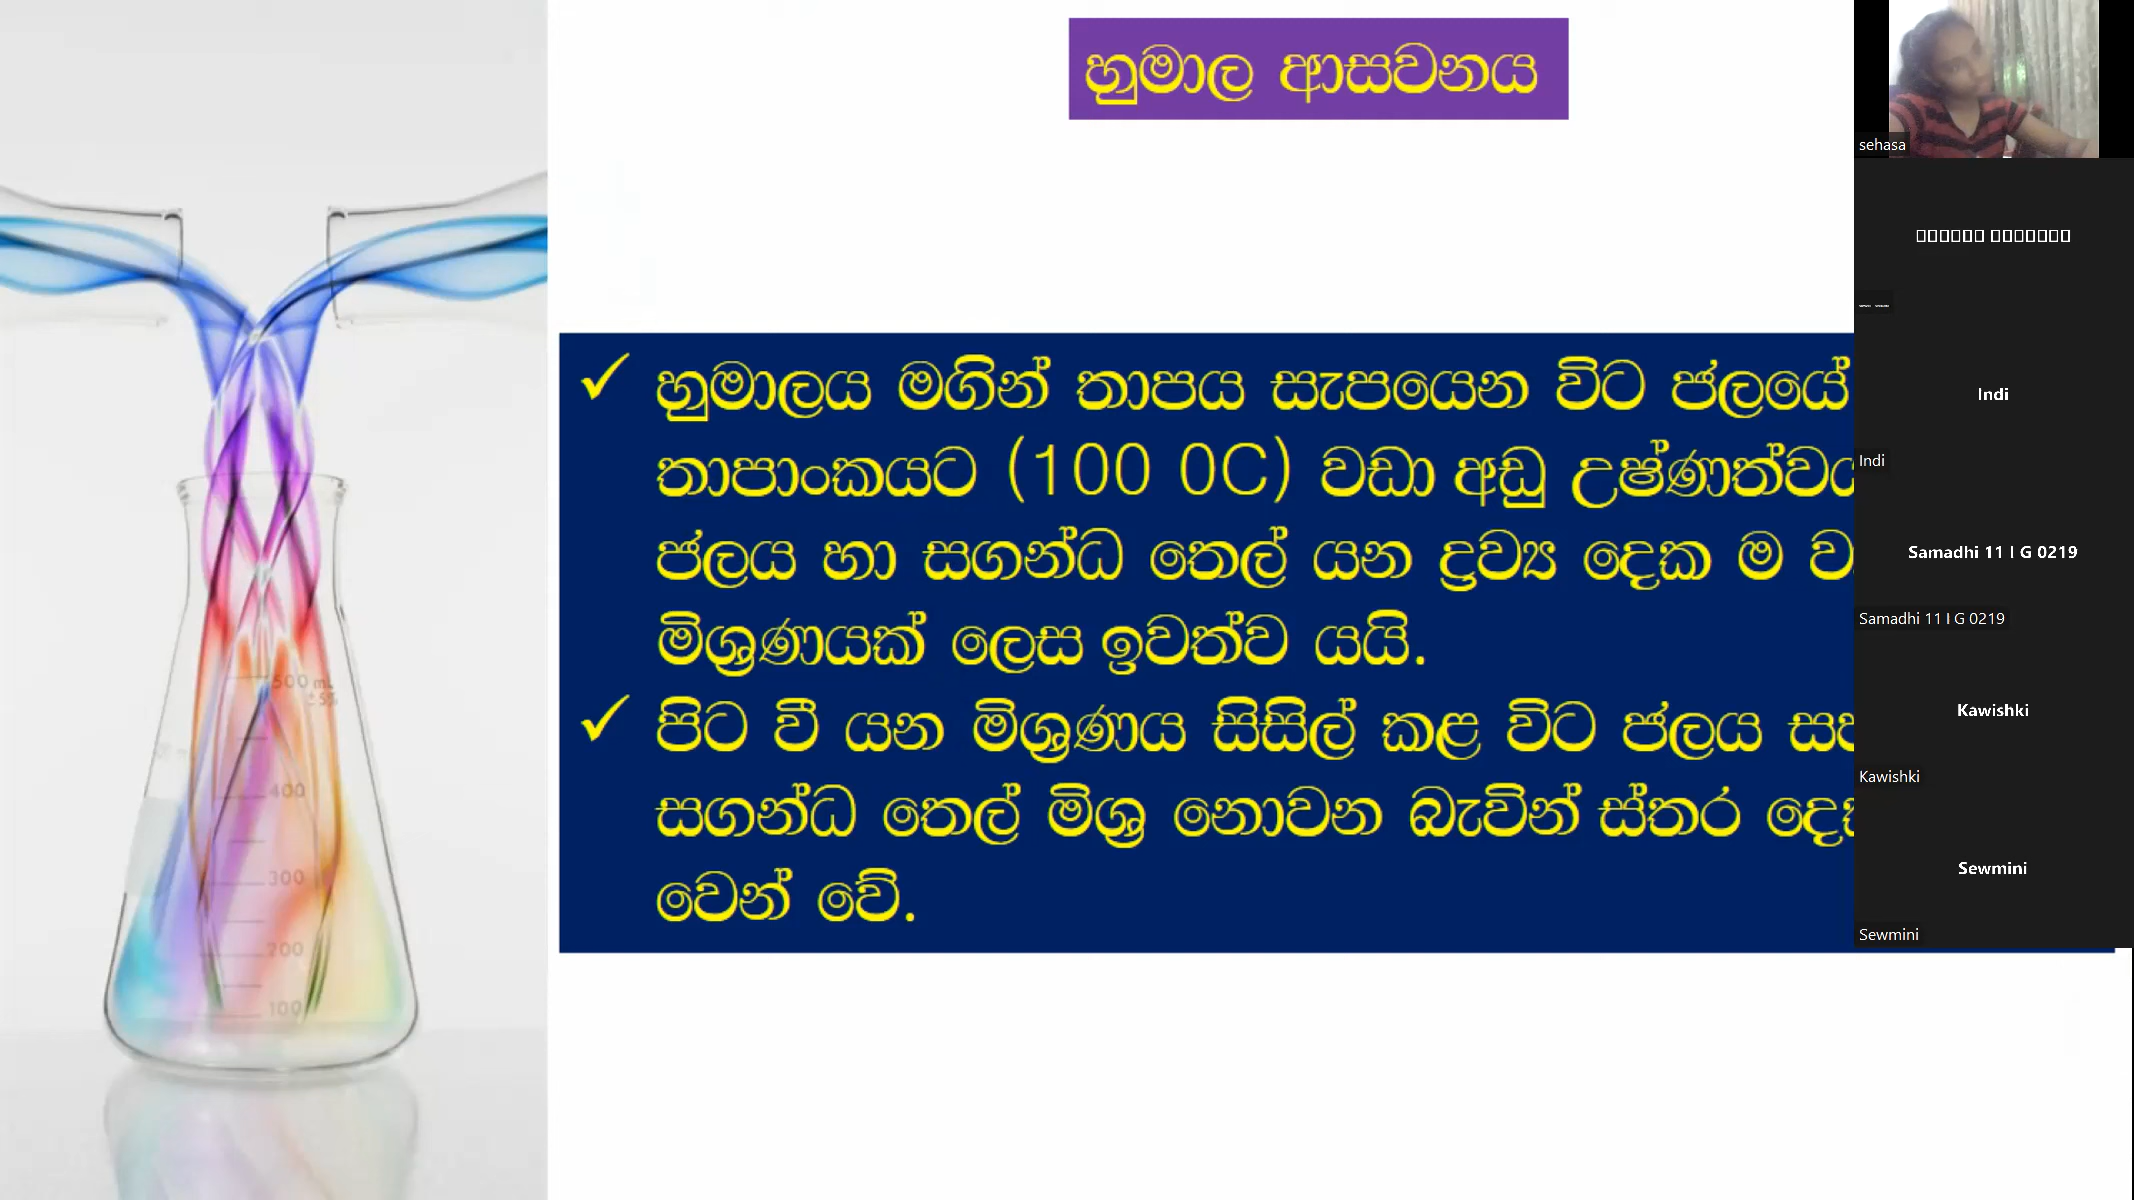 හුමාල ආසවනය
✓ හුමාලය මගින් තාපය සැපයෙන විට ජලයේ
තාපාංකයට (100 0C) වඩා අඩු උෂ්ණත්ව
ජලය හා සගන්ධ තෙල් යන ද්‍රව්‍ය දෙක ම
මිශ්‍රණයක් ලෙස ඉවත්ව යයි.
✓ පිට වී යන මිශ්‍රණය සිසිල් කළ විට ජලය
සගන්ධ තෙල් මිශ්‍ර නොවන බැවින් ස්තර
වෙන් වේ.
500 mL
± 5%
400
300
200
100
sehasa
Indi
Indi
Samadhi 11 I G 0219
Samadhi 11 I G 0219
Kawishki
Kawishki
Sewmini
Sewmini